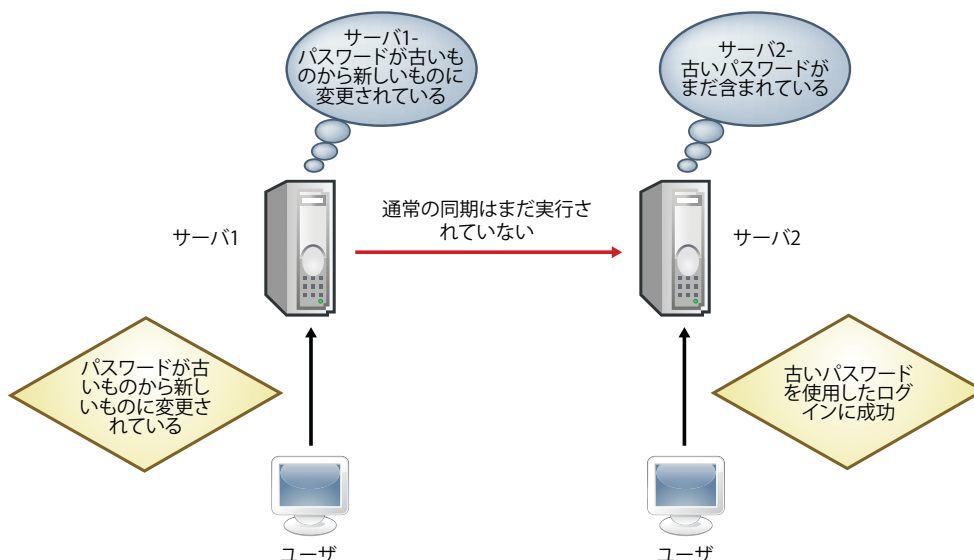 サーバ1-
パスワードが古いも
のから新しいものに
変更されている
サーバ2-
古いパスワードが
まだ含まれている
通常の同期はまだ実行さ
れていない
サーバ1
サーバ2
パスワードが古
いものから新し
いものに変更さ
れている
古いパスワード
を使用したログ
インに成功
ユーザ
ユーザ